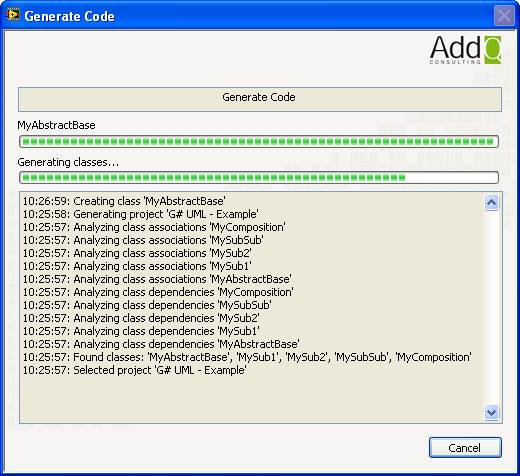 Generate Code
AddQ
CONSULTING
Generate Code
MyAbstractBase
Generating classes...
10:26:59: Creating class 'MyAbstractBase'
10:25:58: Generating project 'G# UML - Example'
10:25:57: Analyzing class associations 'MyComposition'
10:25:57: Analyzing class associations 'MySubSub'
10:25:57: Analyzing class associations 'MySub2'
10:25:57: Analyzing class associations 'MySub1'
10:25:57: Analyzing class associations 'MyAbstractBase'
10:25:57: Analyzing class dependencies 'MyComposition'
10:25:57: Analyzing class dependencies 'MySubSub'
10:25:57: Analyzing class dependencies 'MySub2'
10:25:57: Analyzing class dependencies 'MySub1'
10:25:57: Analyzing class dependencies 'MyAbstractBase'
10:25:57: Found classes: 'MyAbstractBase', 'MySub1', 'MySub2', 'MySubSub', 'MyComposition'
10:25:57: Selected project 'G# UML - Example'
Cancel